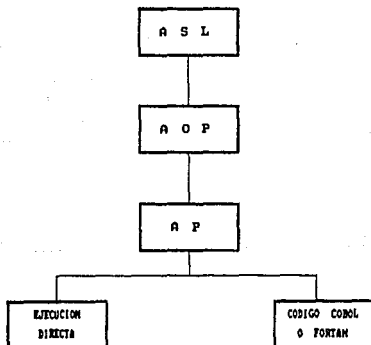 A S L
A O P
A P
EJECUCION
DIRECTA
CODIGO COBOL
O FORTAN